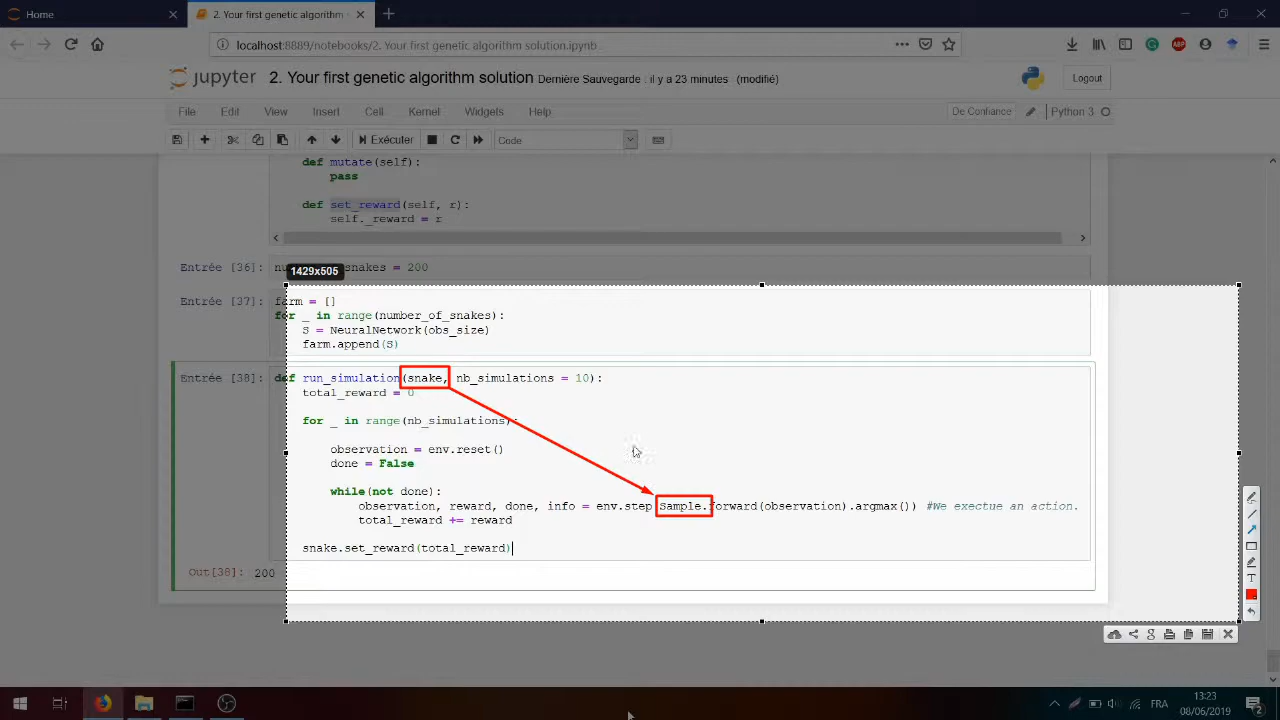 Home
2. Your first genetic algorithm
localhost:8889/notebooks/2. Your first genetic algorithm solution.ipynb
jupyter 2. Your first genetic algorithm solution Dernière Sauvegarde : il y a 23 minutes (modifié)
Logout
File Edit View Insert Cell Kernel Widgets Help
De Confiance
Python 3
Exécuter
Code
def mutate(self):
pass
def set_reward(self, r):
self._reward = r
Entrée [36]:
snakes = 200
1429x505
Entrée [37]: farm = []
for _ in range(number_of_snakes):
S = NeuralNetwork(obs_size)
farm.append(S)
Entrée [38]: def run_simulation(snake, nb_simulations = 10):
total_reward = 0
for _ in range(nb_simulations):
observation = env.reset()
done = False
while(not done):
observation, reward, done, info = env.step Sample.forward(observation).argmax()) #We exectue an action.
total_reward += reward
snake.set_reward(total_reward)
Out[38]: 200
FRA
13:23
08/06/2019